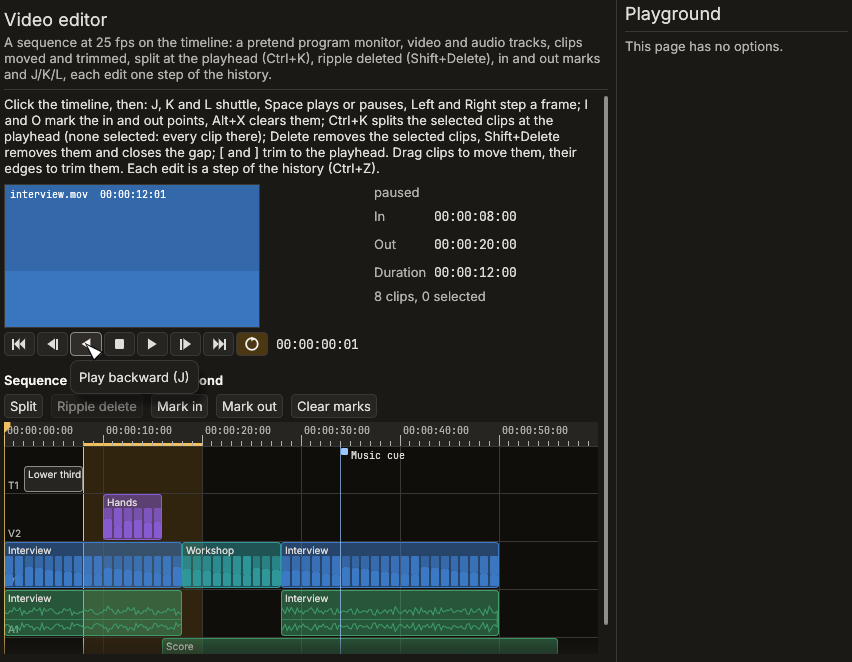 Video editor
A sequence at 25 fps on the timeline: a pretend program monitor, video and audio tracks, clips
moved and trimmed, split at the playhead (Ctrl+K), ripple deleted (Shift+Delete), in and out marks
and J/K/L, each edit one step of the history.
Click the timeline, then: J, K and L shuttle, Space plays or pauses, Left and Right step a frame; I
and O mark the in and out points, Alt+X clears them; Ctrl+K splits the selected clips at the
playhead (none selected: every clip there); Delete removes the selected clips, Shift+Delete
removes them and closes the gap; [ and ] trim to the playhead. Drag clips to move them, their
edges to trim them. Each edit is a step of the history (Ctrl+Z).
interview.mov 00:00:12:01
paused
In 00:00:08:00
Out 00:00:20:00
Duration 00:00:12:00
8 clips, 0 selected
00:00:00:01
Play backward (J)
Sequence ond
Split Ripple delete Mark in Mark out Clear marks
00:00:00:00 00:00:10:00 00:00:20:00 00:00:30:00 00:00:40:00 00:00:50:00
Music cue
T1 Lower third
Hands
V2
Interview Workshop Interview
Interview Interview
A1
Score
Playground
This page has no options.